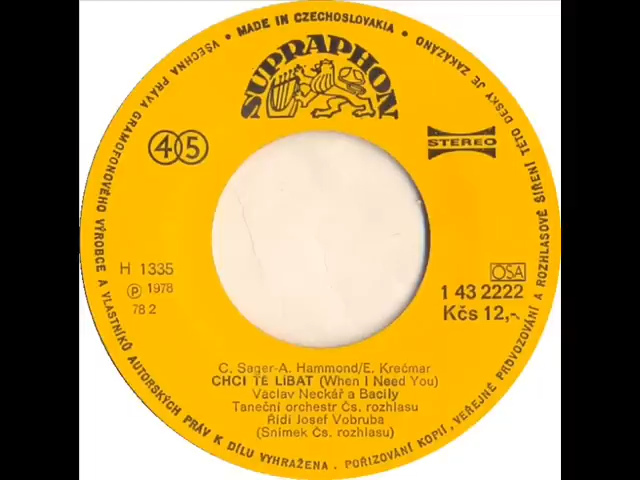 VŠECHNA PRÁVA GRAMOFONOVÉHO VÝROBCE A VLASTNÍKŮ AUTORSKÝCH PRÁV K DÍLU VYHRAŽENA . POŘIZOVÁNÍ KOPIÍ , VEŘEJNÉ PROVOZOVÁNÍ A ROZHLASOVÉ ŠÍŘENÍ TÉTO DESKY JE ZAKÁZÁNO
• MADE IN CZECHOSLOVAKIA •
SUPRAPHON
45
STEREO
H 1335
℗ 1978
78 2
OSA
1 43 2222
Kčs 12,-
C. Sager-A. Hammond/E. Krečmar
CHCI TĚ LÍBAT (When I Need You)
Václav Neckář a Bacily
Taneční orchestr Čs. rozhlasu
Řídí Josef Vobruba
(Snímek Čs. rozhlasu)